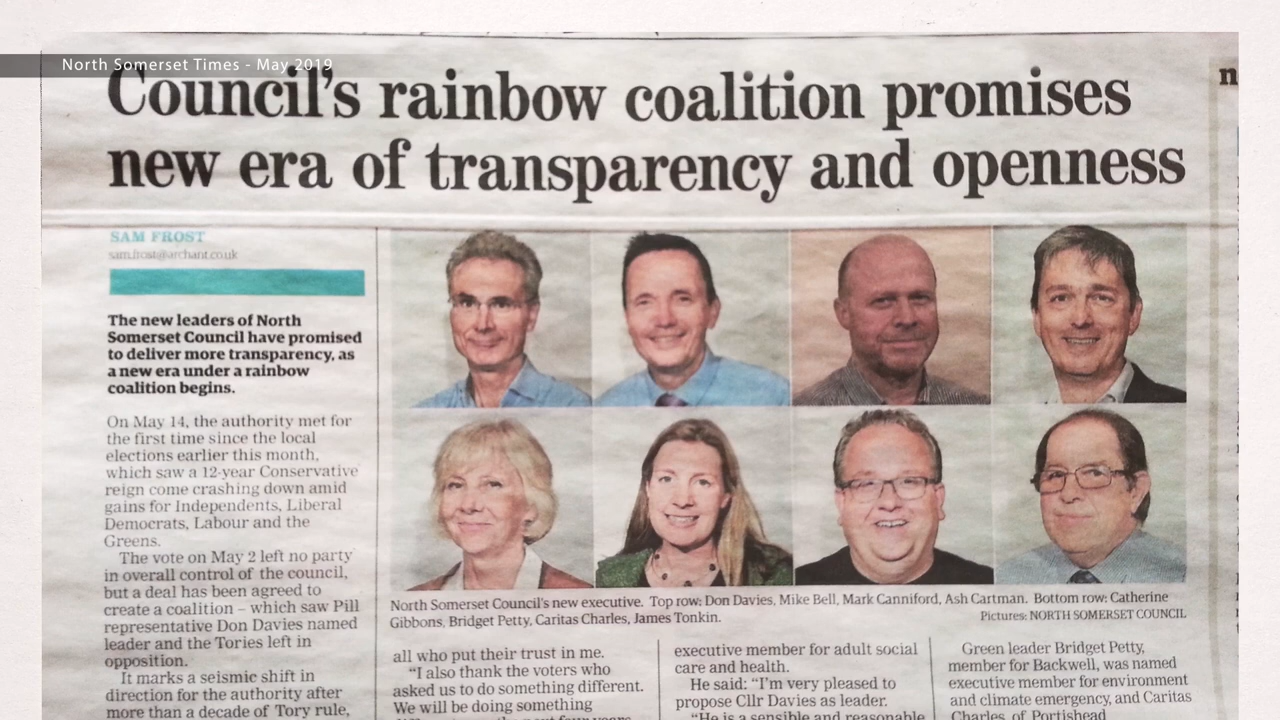 North Somerset Times - May 2019
Council's rainbow coalition promises
new era of transparency and openness
SAM FROST
sam.frost@archant.co.uk
The new leaders of North
Somerset Council have promised
to deliver more transparency, as
a new era under a rainbow
coalition begins.
On May 14, the authority met for
the first time since the local
elections earlier this month,
which saw a 12-year Conservative
reign come crashing down amid
gains for Independents, Liberal
Democrats, Labour and the
Greens.
The vote on May 2 left no party
in overall control of the council,
but a deal has been agreed to
create a coalition – which saw Pill
representative Don Davies named
leader and the Tories left in
opposition.
It marks a seismic shift in
direction for the authority after
more than a decade of Tory rule,
North Somerset Council's new executive. Top row: Don Davies, Mike Bell, Mark Canniford, Ash Cartman. Bottom row: Catherine
Gibbons, Bridget Petty, Caritas Charles, James Tonkin.
Pictures: NORTH SOMERSET COUNCIL
all who put their trust in me.
"I also thank the voters who
asked us to do something different.
We will be doing something
executive member for adult social
care and health.
He said: "I'm very pleased to
propose Cllr Davies as leader.
"He is a sensible and reasonable
Green leader Bridget Petty,
member for Backwell, was named
executive member for environment
and climate emergency, and Caritas
Charles, of Portishead
n